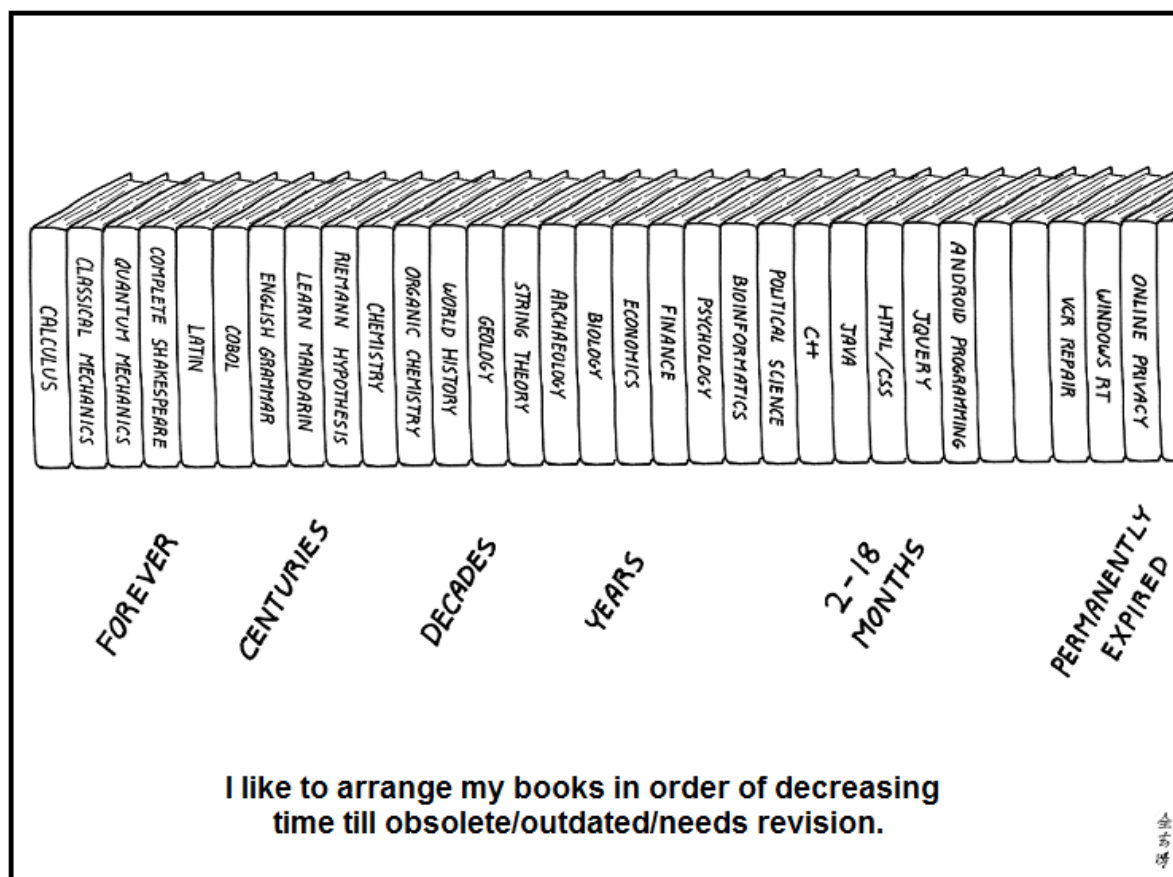 CALCULUS
CLASSICAL MECHANICS
QUANTUM MECHANICS
COMPLETE SHAKESPEARE
LATIN
COBOL
ENGLISH GRAMMAR
LEARN MANDARIN
RIEMANN HYPOTHESIS
CHEMISTRY
ORGANIC CHEMISTRY
WORLD HISTORY
GEOLOGY
STRING THEORY
ARCHAEOLOGY
BIOLOGY
ECONOMICS
FINANCE
PSYCHOLOGY
BIOINFORMATICS
POLITICAL SCIENCE
C++
JAVA
HTML/CSS
JQUERY
ANDROID PROGRAMMING
VCR REPAIR
WINDOWS RT
ONLINE PRIVACY
FOREVER
CENTURIES
DECADES
YEARS
2-18
MONTHS
PERMANENTLY
EXPIRED
I like to arrange my books in order of decreasing
time till obsolete/outdated/needs revision.